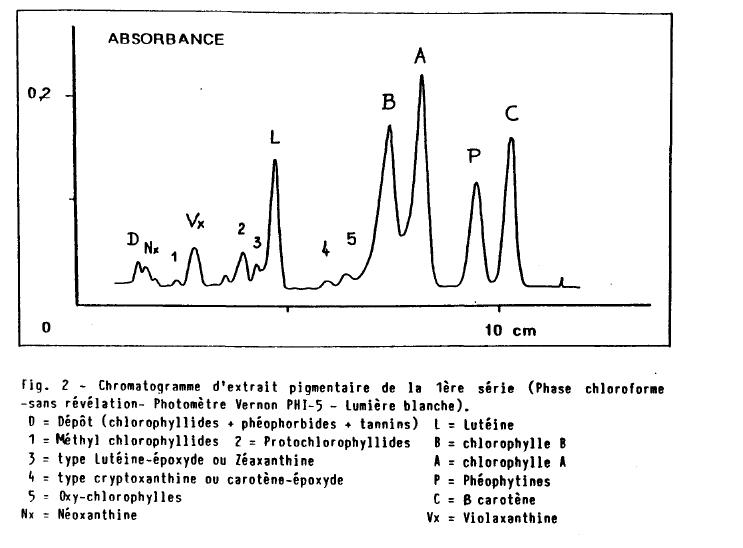 ABSORBANCE
A
0,2
B
C
L
P
Vx
D
Nx
1
2
3
4
5
0
10 cm
Fig. 2 - Chromatogramme d'extrait pigmentaire de la 1ère série (Phase chloroforme
-sans révélation- Photomètre Vernon PHI-5 - Lumière blanche).
D = Dépôt (chlorophyllides + phéophorbides + tannins)
L = Lutéine
1 = Méthyl chlorophyllides 2 = Protochlorophyllides
B = chlorophylle B
3 = type Lutéine-époxyde ou Zéaxanthine
A = chlorophylle A
4 = type cryptoxanthine ou carotène-époxyde
P = Phéophytines
5 = Oxy-chlorophylles
C = β carotène
Nx = Néoxanthine
Vx = Violaxanthine